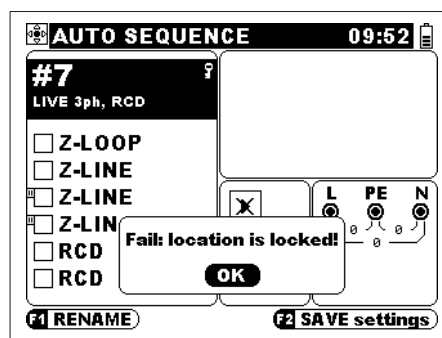 AUTO SEQUENCE 09:52
#7
LIVE 3ph, RCD
Z-LOOP
Z-LINE
Z-LINE
Z-LIN
RCD
RCD
L PE N
0 0
0
Fail: location is locked!
OK
F1 RENAME
F2 SAVE settings